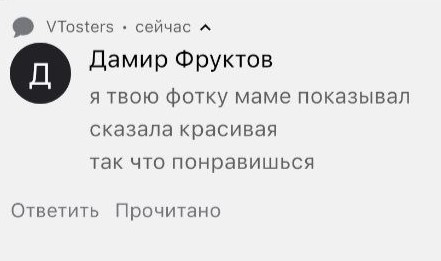 VTosters · сейчас
Д
Дамир Фруктов
я твою фотку маме показывал
сказала красивая
так что понравишься
Ответить Прочитано